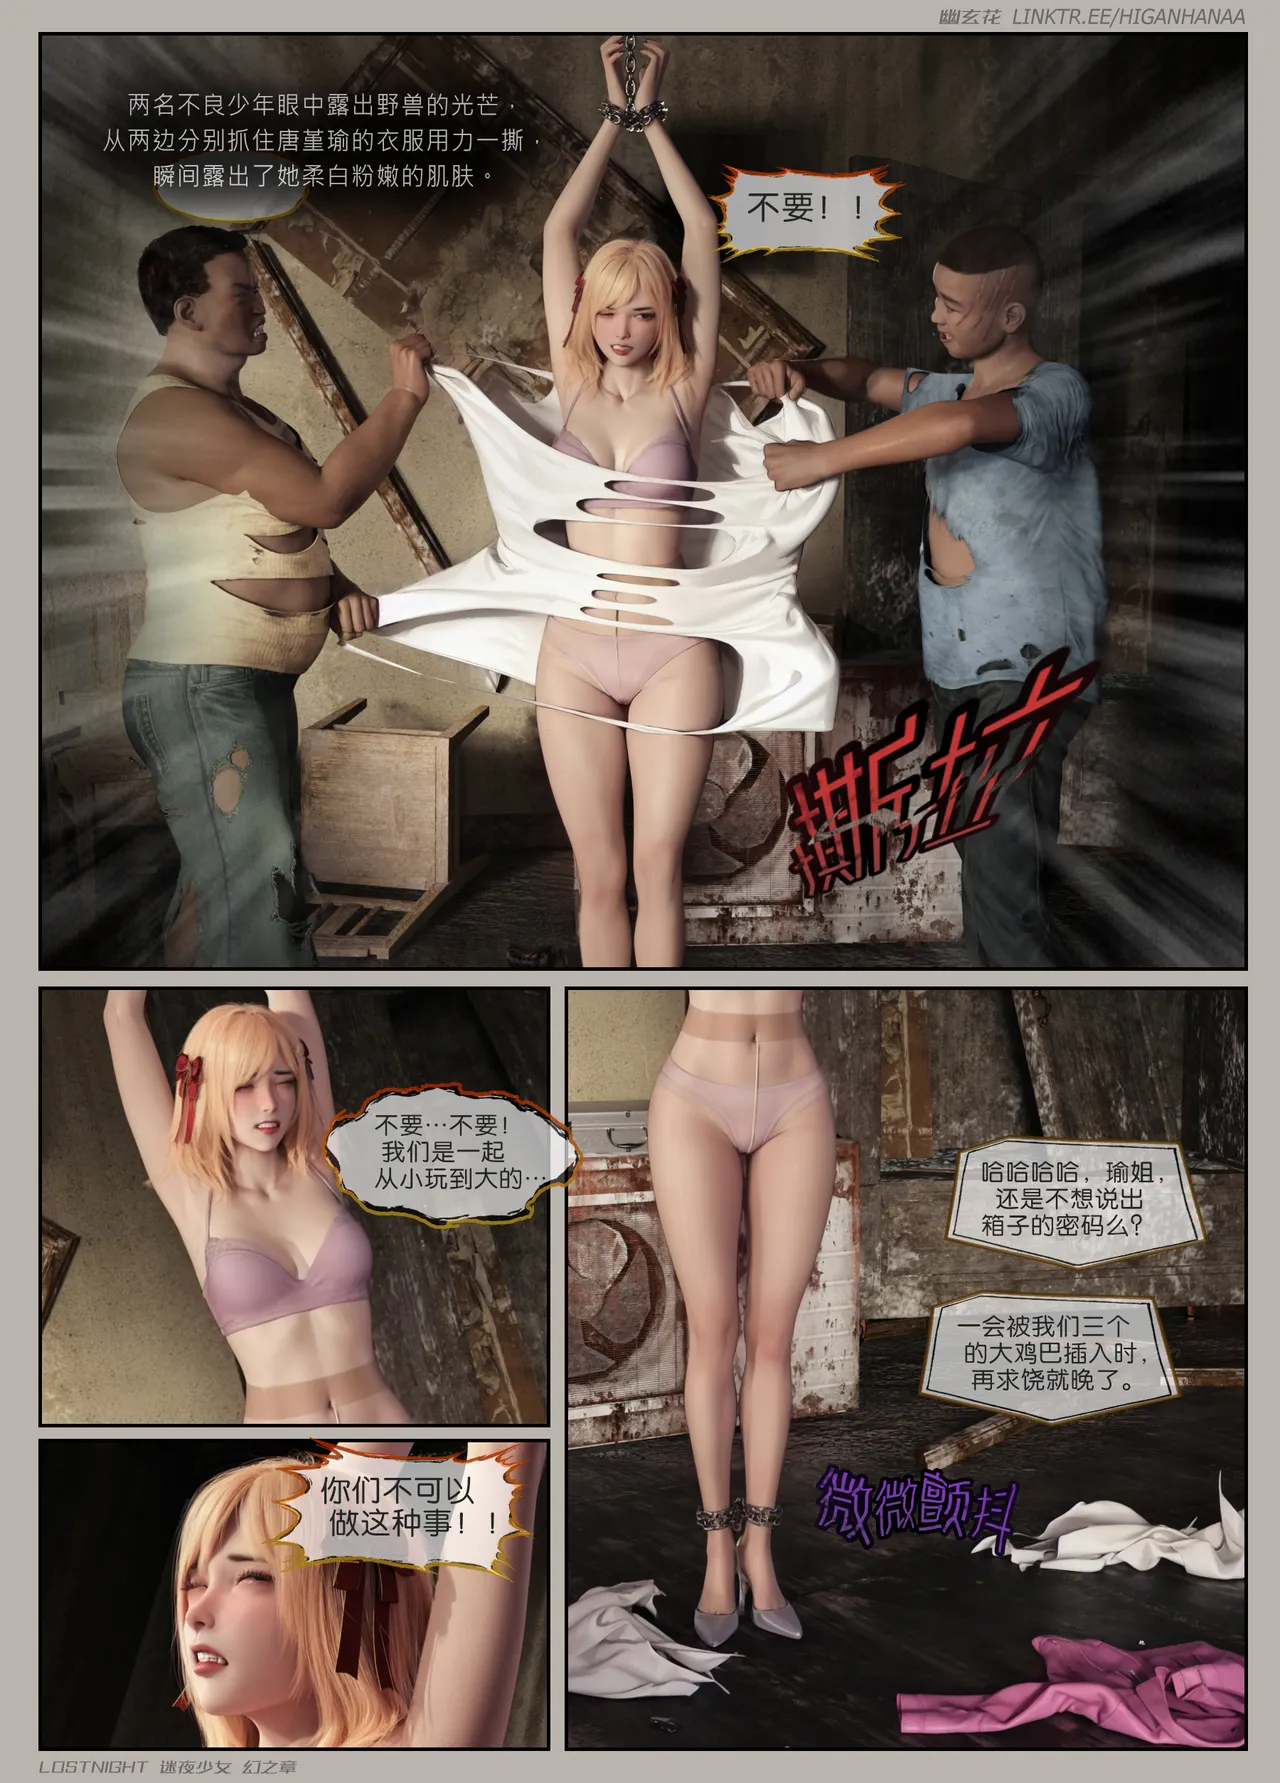 幽玄花 LINKTR.EE/HIGANHANAA
两名不良少年眼中露出野兽的光芒，
从两边分别抓住唐堇瑜的衣服用力一撕，
瞬间露出了她柔白粉嫩的肌肤。
不要！！
撕拉
不要…不要！
我们是一起
从小玩到大的…
哈哈哈哈，瑜姐，
还是不想说出
箱子的密码么？
一会被我们三个
的大鸡巴插入时，
再求饶就晚了。
微微颤抖
你们不可以
做这种事！！
LOSTNIGHT 迷夜少女 幻之章